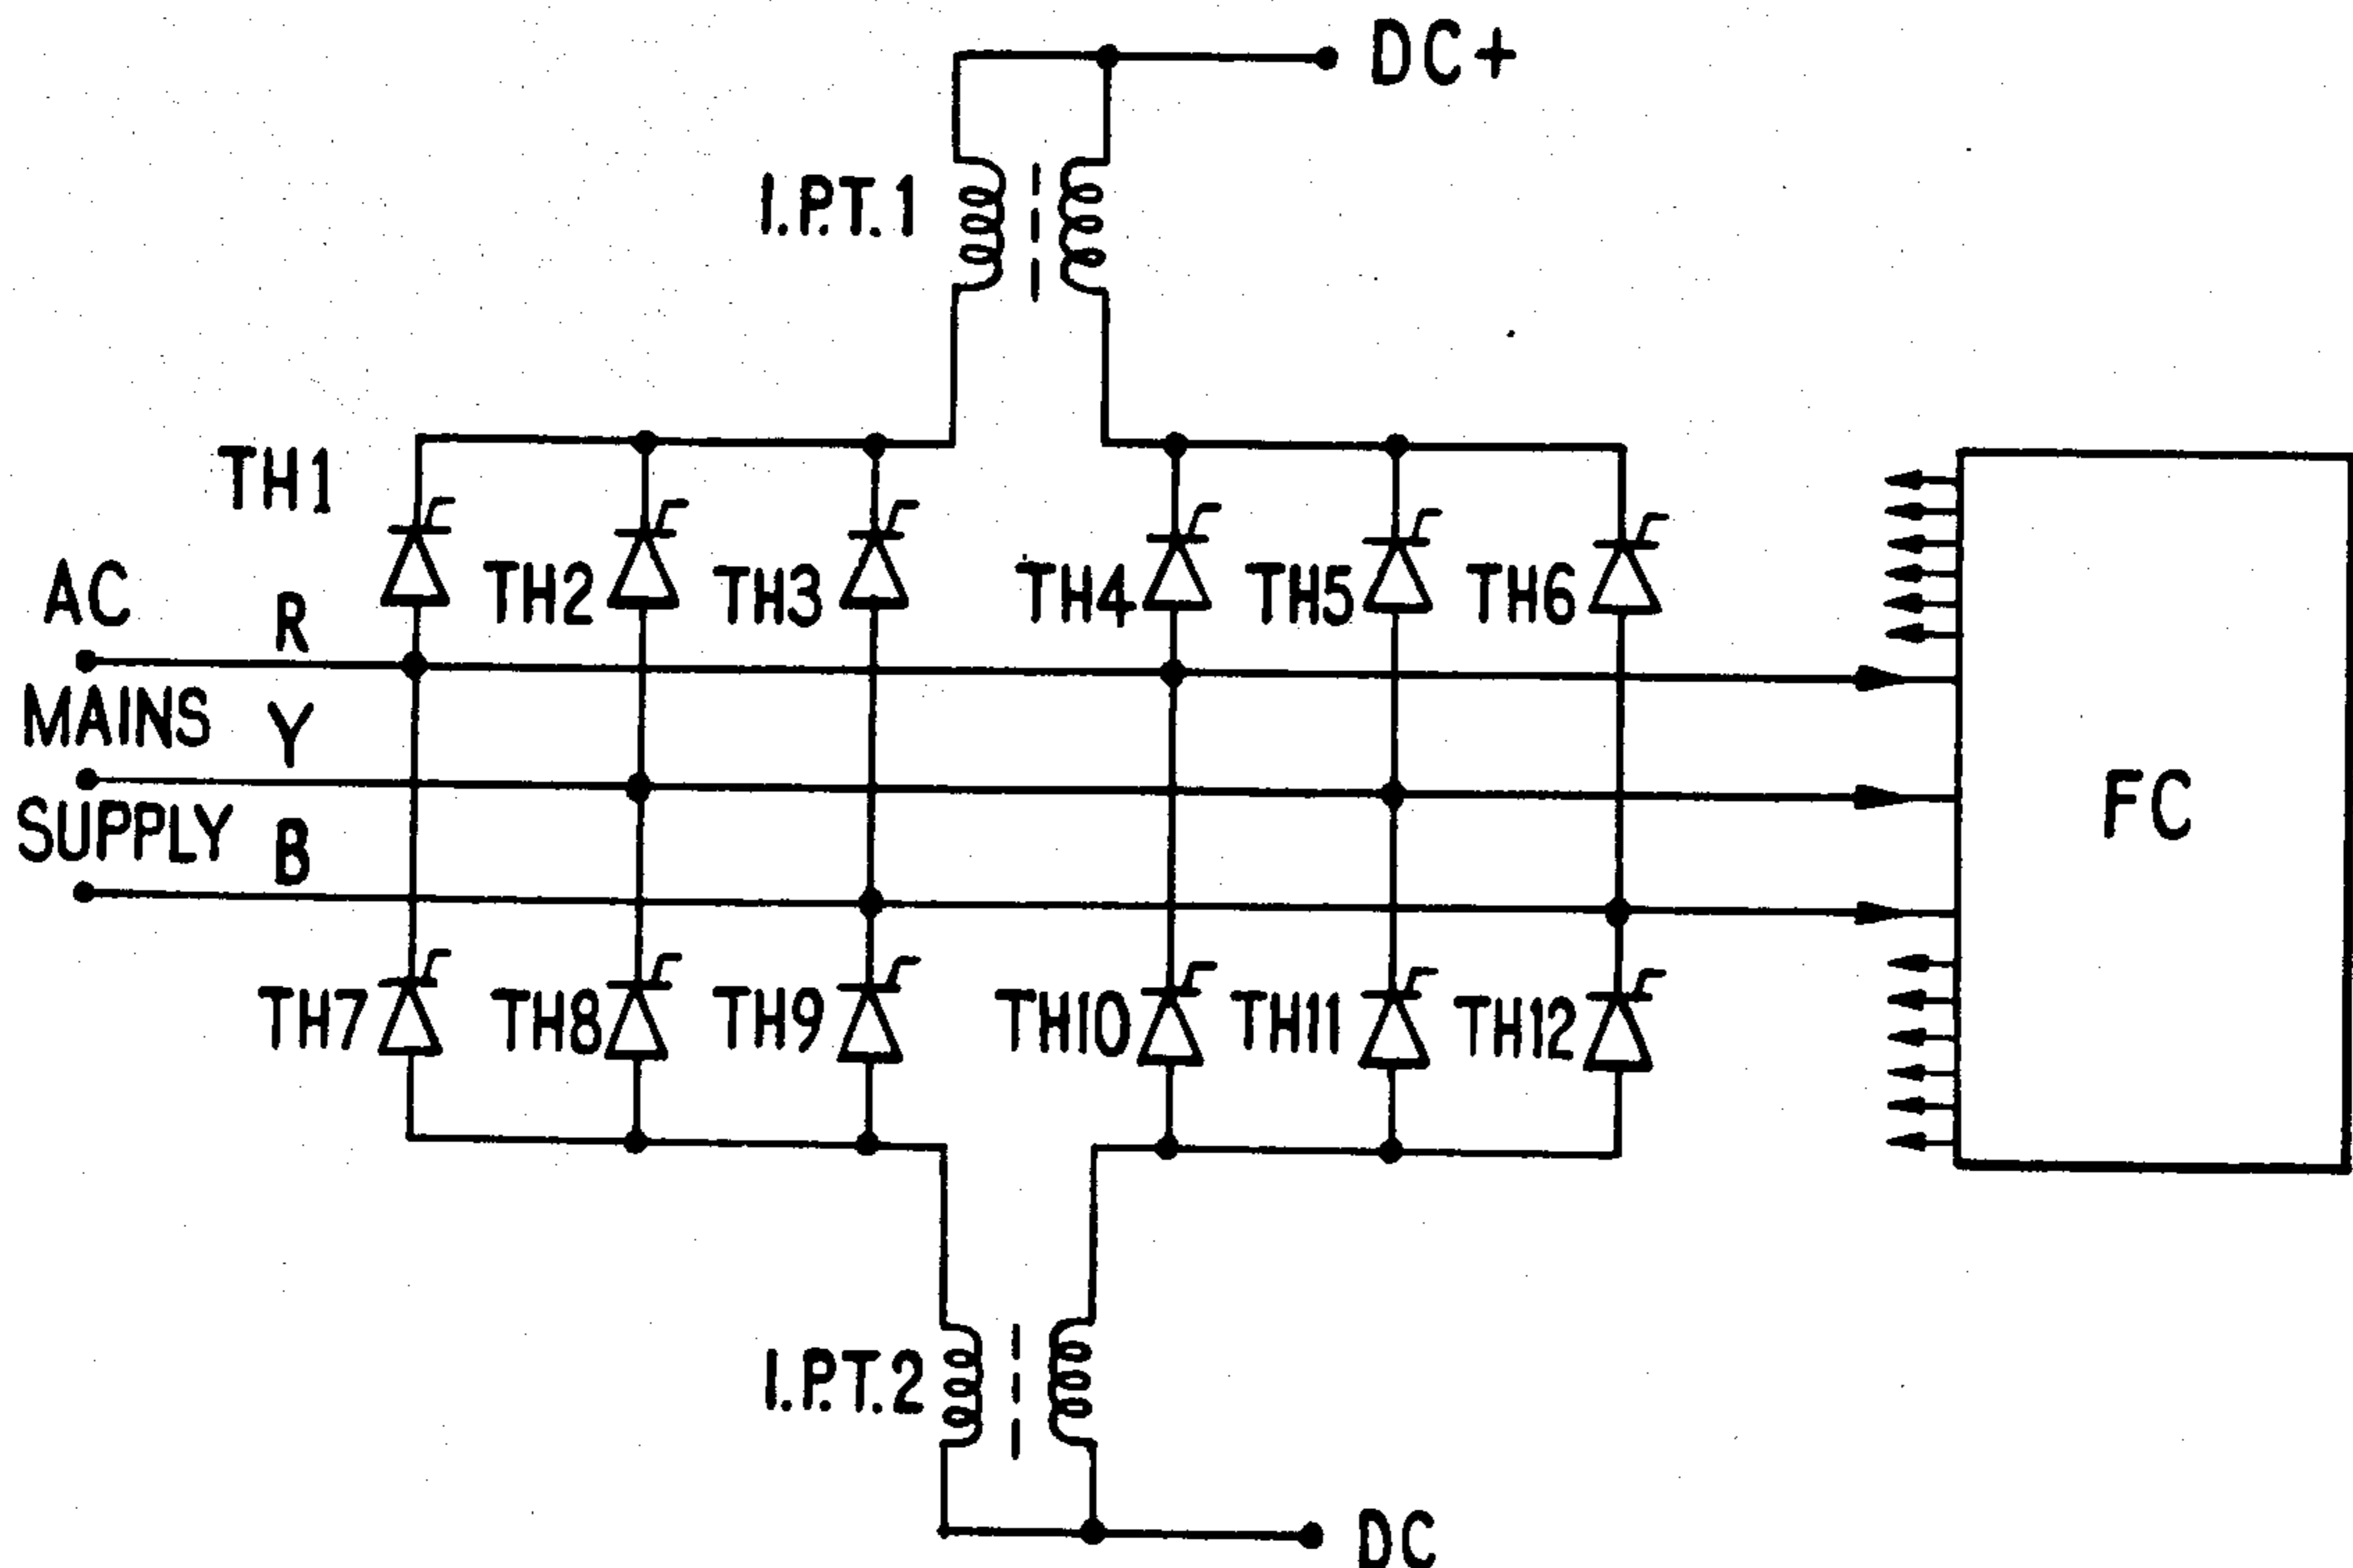 DC+
I.P.T.1
TH1
TH2
TH3
TH4
TH5
TH6
AC
MAINS
SUPPLY
R
Y
B
FC
TH7
TH8
TH9
TH10
TH11
TH12
I.P.T.2
DC